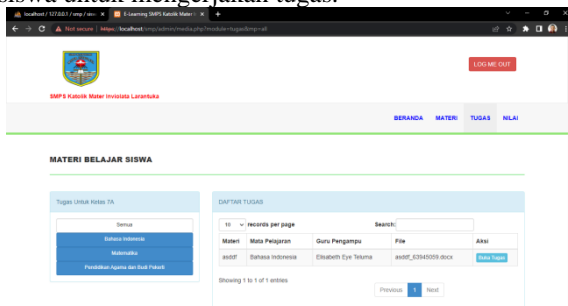 siswa untuk mengerjakan tugas.
localhost / 127.0.0.1 / smp / sisw
E-Learning SMPS Katolik Mater I
Not secure | https://localhost/smp/admin/media.php?module=tugas&tmp=all
LOG ME OUT
SMPS Katolik Mater Inviolata Larantuka
BERANDA MATERI TUGAS NILAI
MATERI BELAJAR SISWA
Tugas Untuk Kelas 7A
Semua
Bahasa Indonesia
Matematika
Pendidikan Agama dan Budi Pekerti
DAFTAR TUGAS
10 records per page Search:
Materi Mata Pelajaran Guru Pengampu File Aksi
asddf Bahasa Indonesia Elisabeth Eye Teluma asddf_63945059.docx Buka Tugas
Showing 1 to 1 of 1 entries
Previous 1 Next